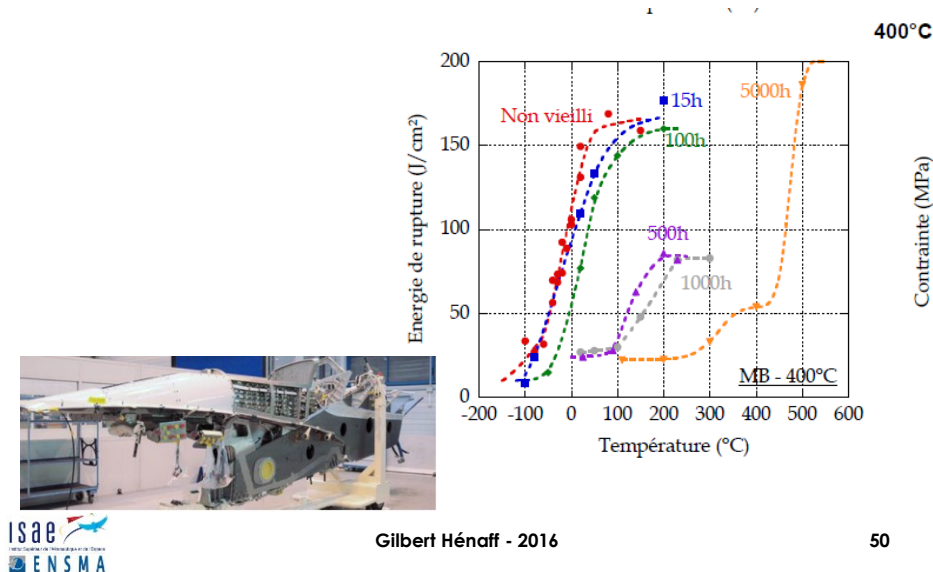 400°C
200
150
100
50
0
Energie de rupture (J/cm²)
Non vieilli
15h
100h
500h
1000h
5000h
MB - 400°C
-200 -100 0 100 200 300 400 500 600
Température (°C)
Contrainte (MPa)
isae
ENSMA
Gilbert Hénaff - 2016
50